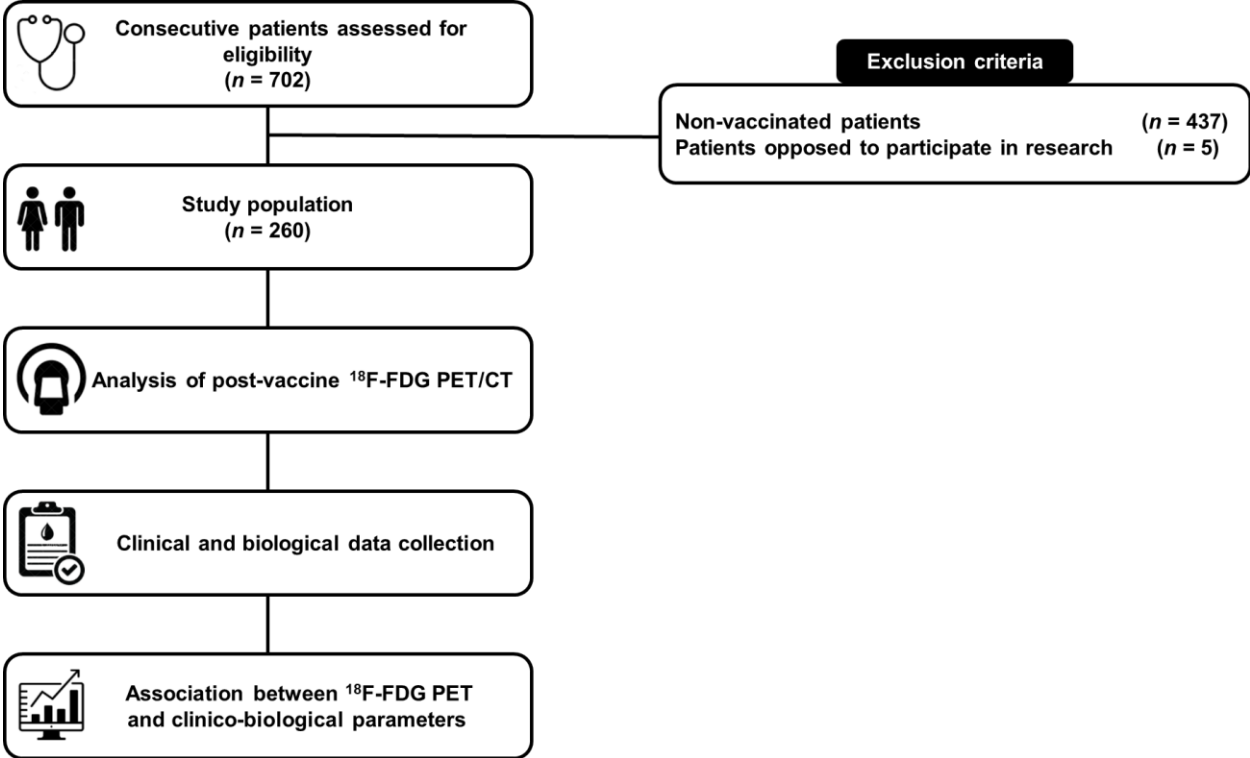 Consecutive patients assessed for
eligibility
(n = 702)
Exclusion criteria
Non-vaccinated patients (n = 437)
Patients opposed to participate in research (n = 5)
Study population
(n = 260)
Analysis of post-vaccine ¹⁸F-FDG PET/CT
Clinical and biological data collection
Association between ¹⁸F-FDG PET
and clinico-biological parameters